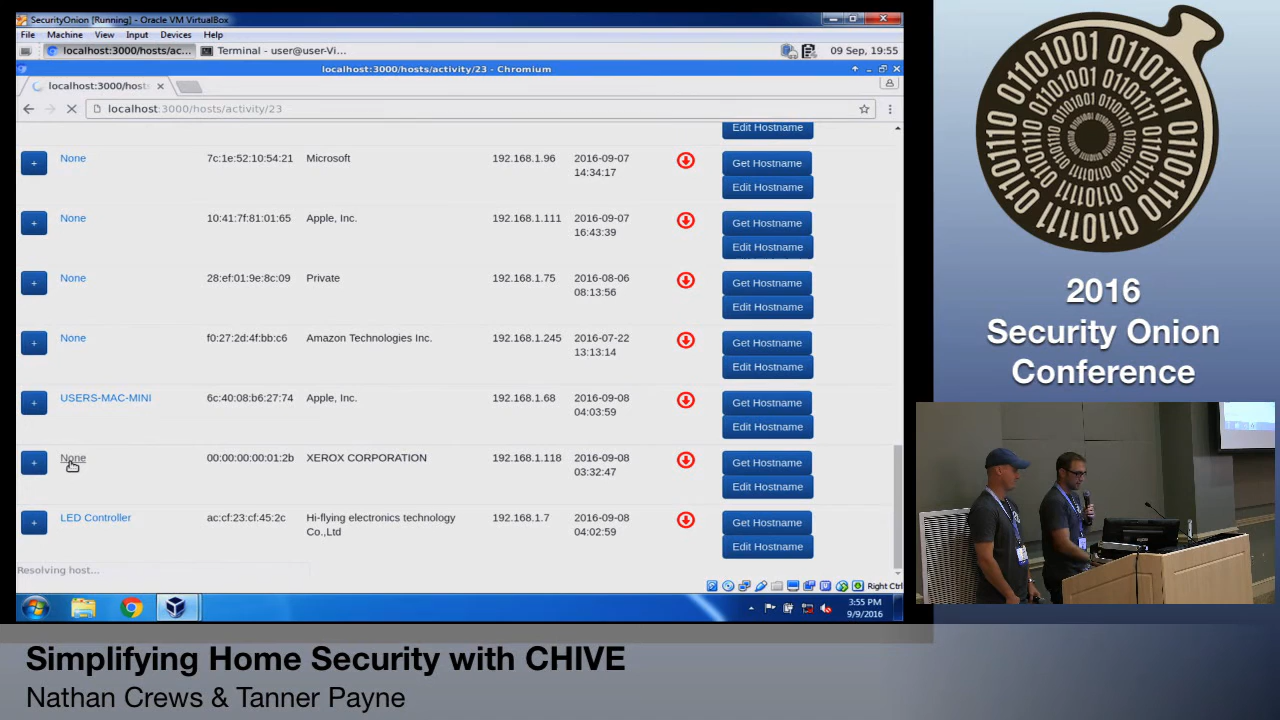 SecurityOnion [Running] - Oracle VM VirtualBox
File Machine View Input Devices Help
localhost:3000/hosts/ac... Terminal - user@user-Vi... 09 Sep, 19:55
localhost:3000/hosts/activity/23 - Chromium
localhost:3000/hosts
localhost:3000/hosts/activity/23
Edit Hostname
+ None 7c:1e:52:10:54:21 Microsoft 192.168.1.96 2016-09-07 Get Hostname
14:34:17
Edit Hostname
+ None 10:41:7f:81:01:65 Apple, Inc. 192.168.1.111 2016-09-07 Get Hostname
16:43:39
Edit Hostname
+ None 28:ef:01:9e:8c:09 Private 192.168.1.75 2016-08-06 Get Hostname
08:13:56
Edit Hostname
+ None f0:27:2d:4f:bb:c6 Amazon Technologies Inc. 192.168.1.245 2016-07-22 Get Hostname
13:13:14
Edit Hostname
+ USERS-MAC-MINI 6c:40:08:b6:27:74 Apple, Inc. 192.168.1.68 2016-09-08 Get Hostname
04:03:59
Edit Hostname
+ None 00:00:00:00:01:2b XEROX CORPORATION 192.168.1.118 2016-09-08 Get Hostname
03:32:47
Edit Hostname
+ LED Controller ac:cf:23:cf:45:2c Hi-flying electronics technology 192.168.1.7 2016-09-08 Get Hostname
Co.,Ltd 04:02:59
Edit Hostname
Resolving host...
Right Ctrl
3:55 PM
9/9/2016
2016
Security Onion
Conference
Simplifying Home Security with CHIVE
Nathan Crews & Tanner Payne